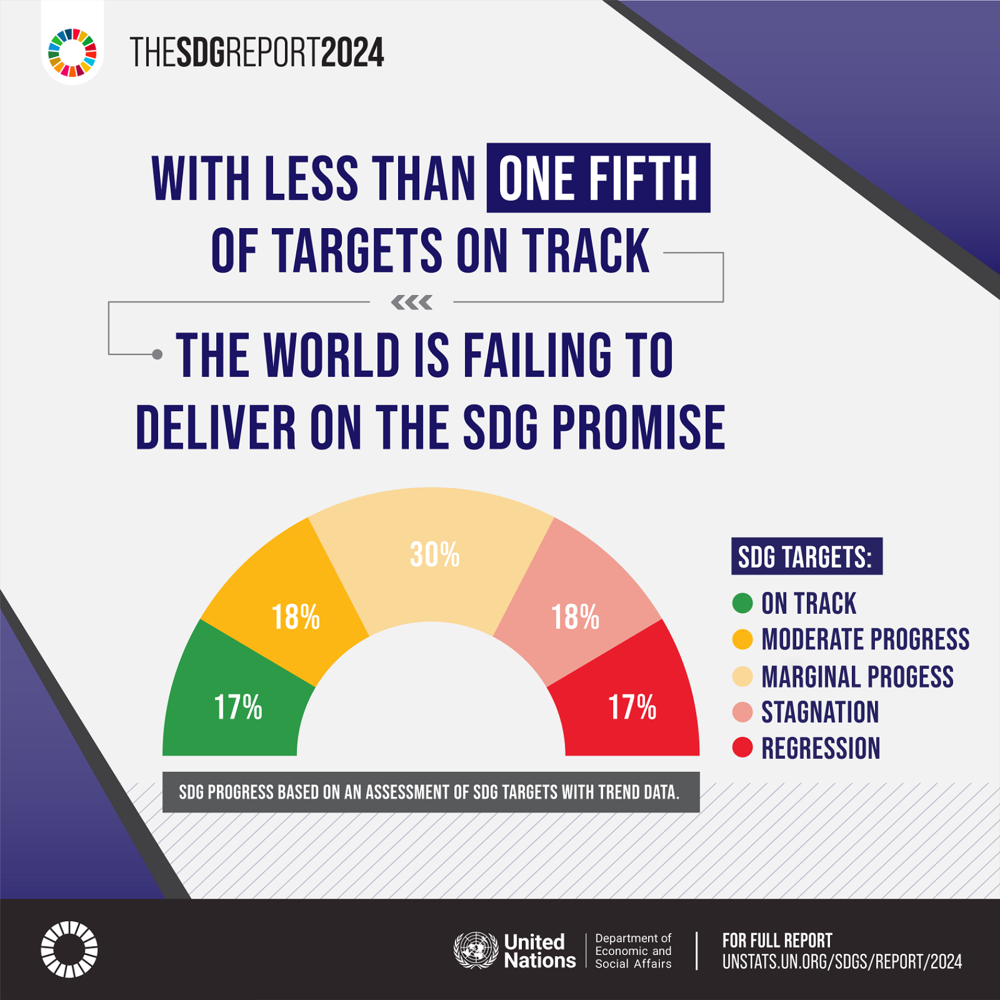 THESDGREPORT2024
WITH LESS THAN ONE FIFTH
OF TARGETS ON TRACK
THE WORLD IS FAILING TO
DELIVER ON THE SDG PROMISE
30%
18%
18%
17%
17%
SDG TARGETS:
ON TRACK
MODERATE PROGRESS
MARGINAL PROGESS
STAGNATION
REGRESSION
SDG PROGRESS BASED ON AN ASSESSMENT OF SDG TARGETS WITH TREND DATA.
United
Nations
Department of
Economic and
Social Affairs
FOR FULL REPORT
UNSTATS.UN.ORG/SDGS/REPORT/2024